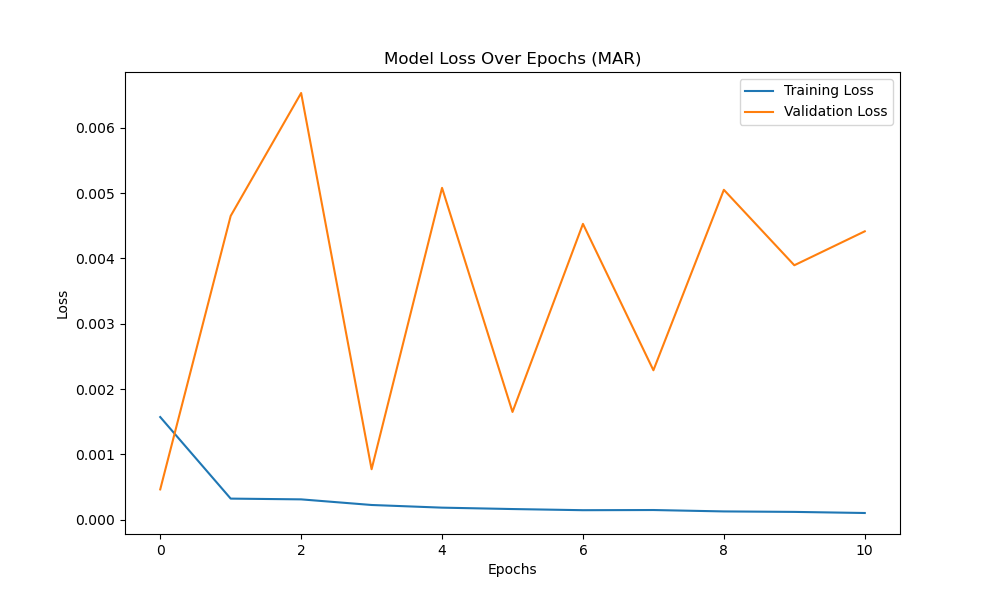 Model Loss Over Epochs (MAR)
Training Loss
Validation Loss
0.006
0.005
0.004
0.003
0.002
0.001
0.000
Loss
0 2 4 6 8 10
Epochs